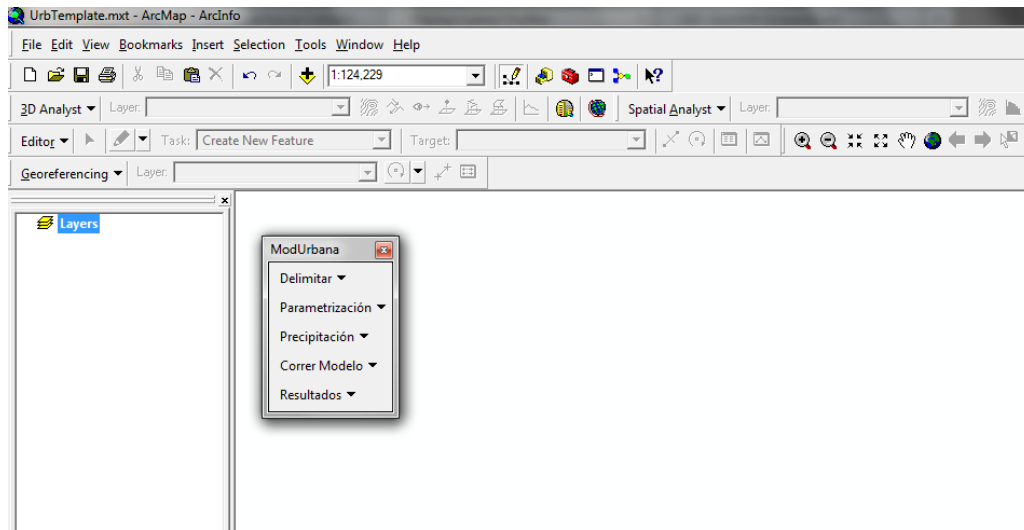 UrbTemplate.mxt - ArcMap - ArcInfo
File Edit View Bookmarks Insert Selection Tools Window Help
1:124,229
3D Analyst Layer: Spatial Analyst Layer:
Editor Task: Create New Feature Target:
Georeferencing Layer:
Layers
ModUrbana
Delimitar
Parametrización
Precipitación
Correr Modelo
Resultados